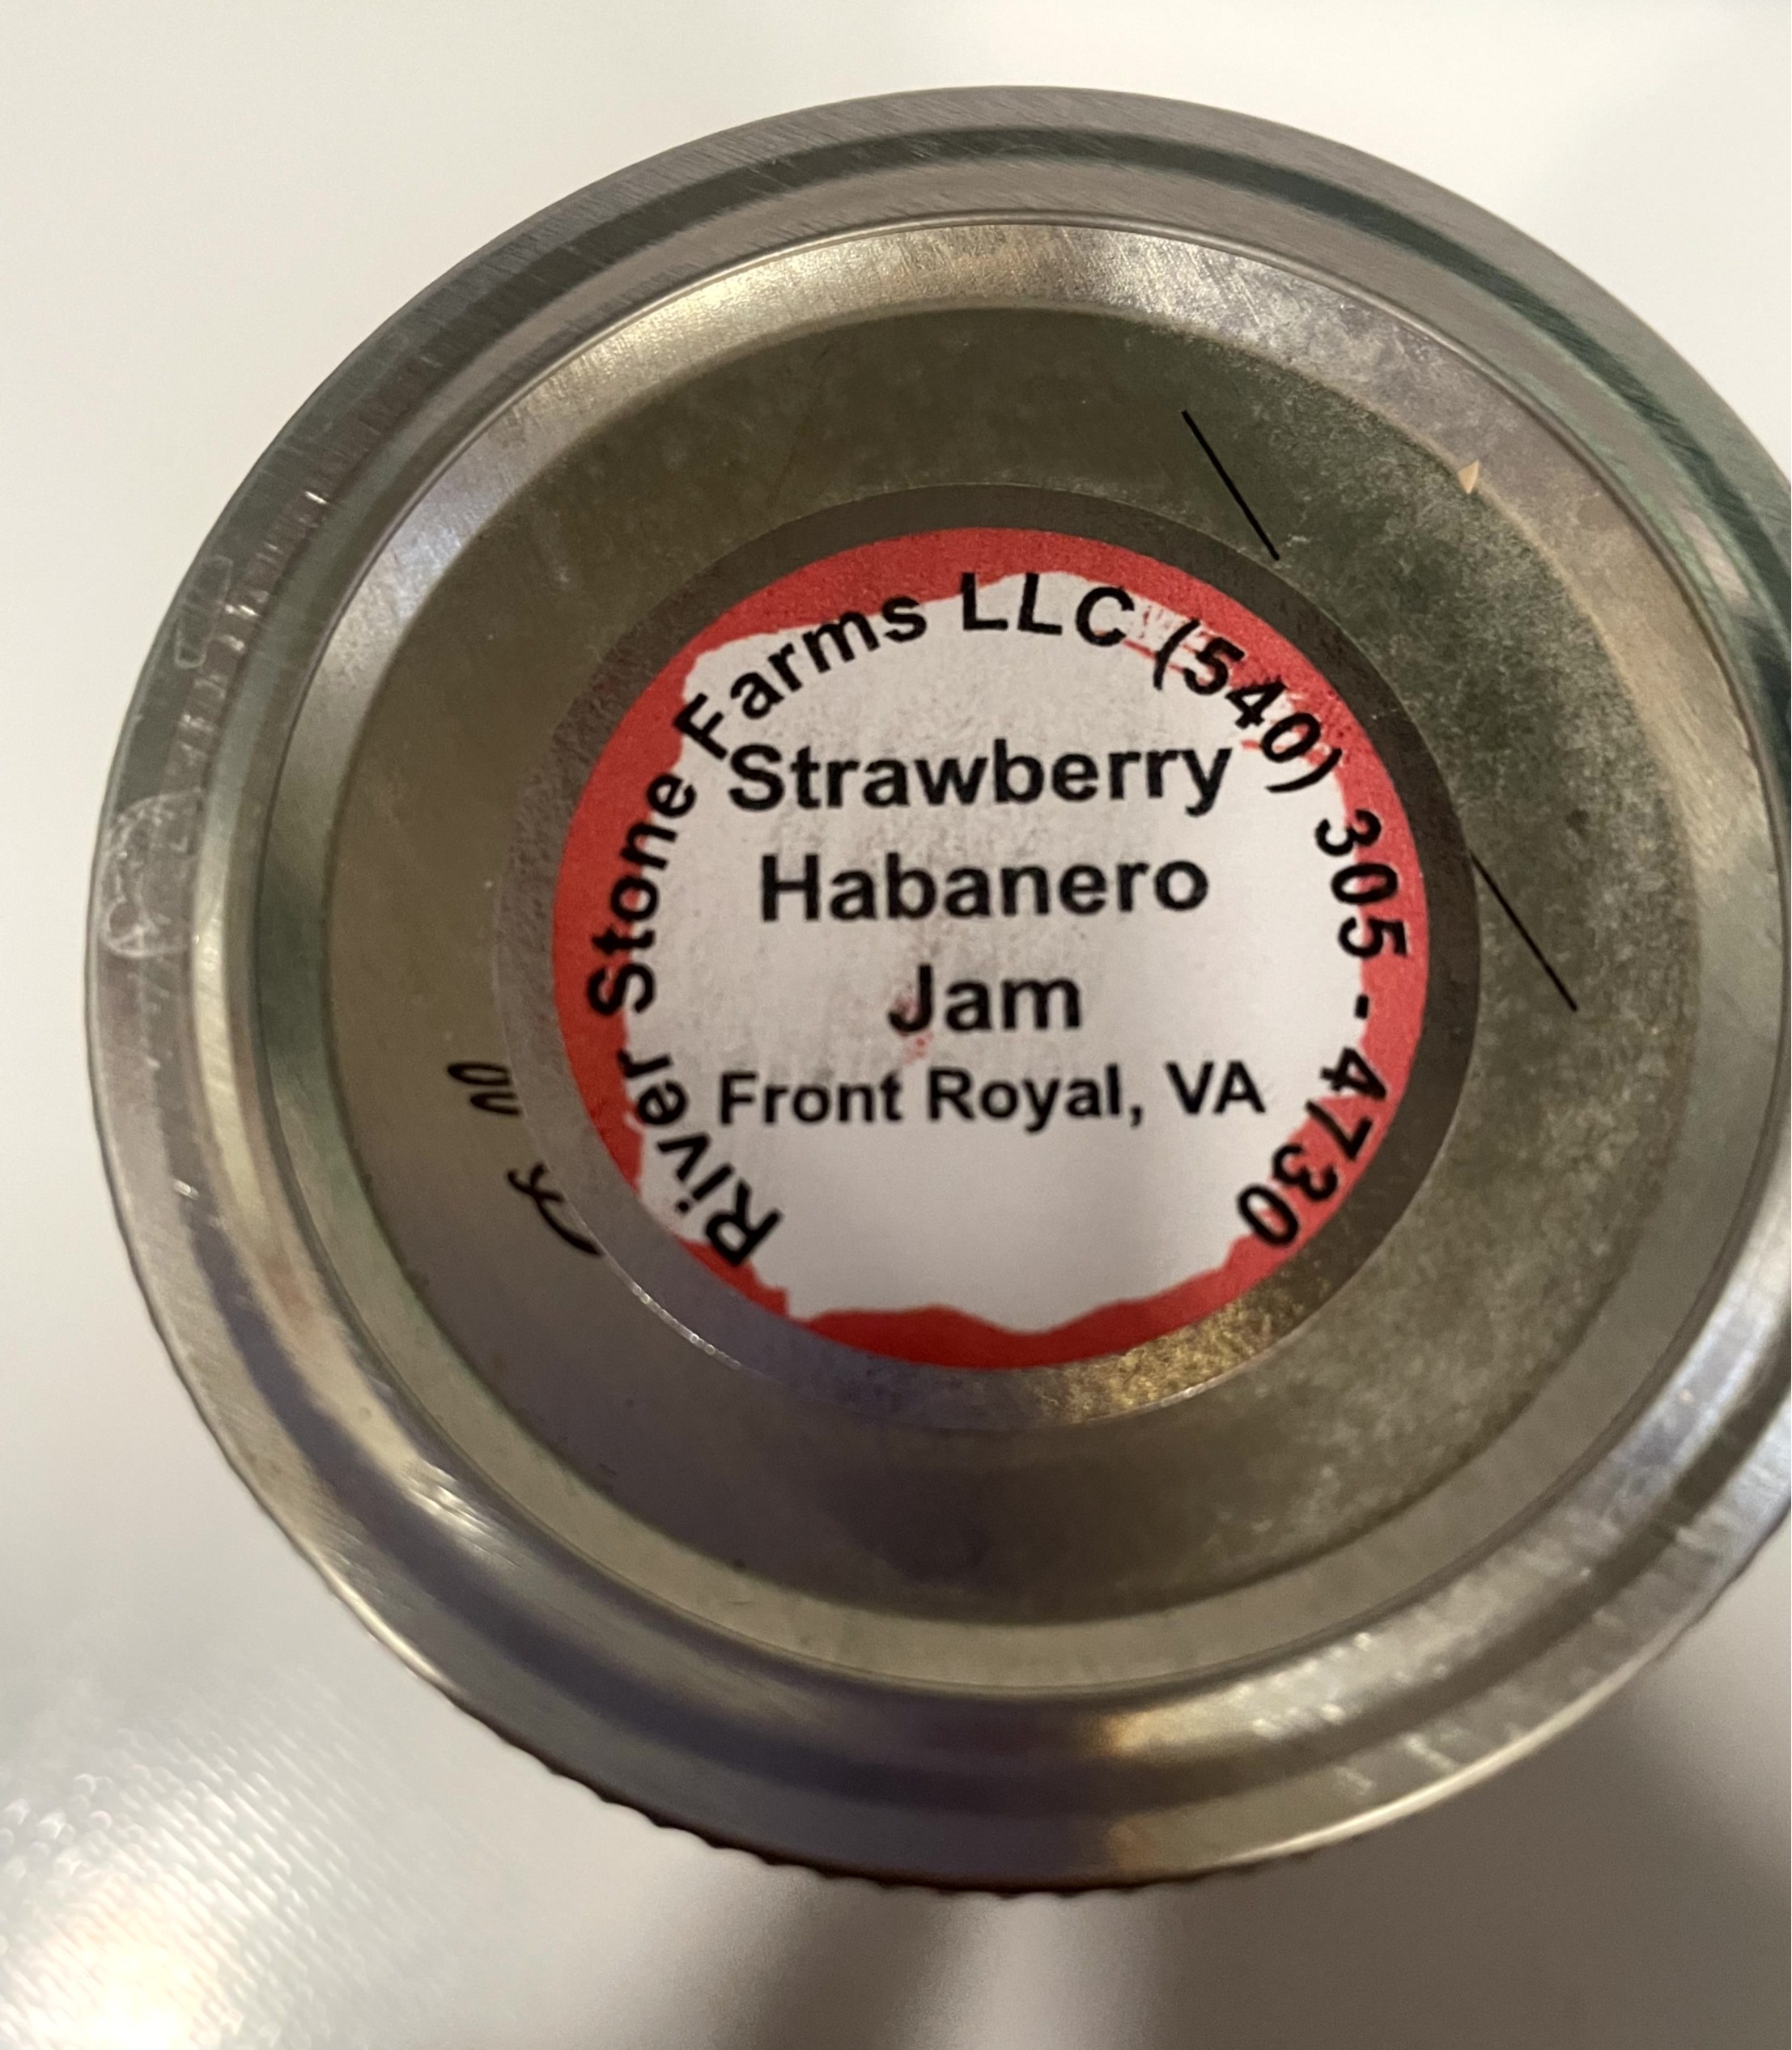 River Stone Farms LLC (540) 305 - 4730
Strawberry
Habanero
Jam
Front Royal, VA